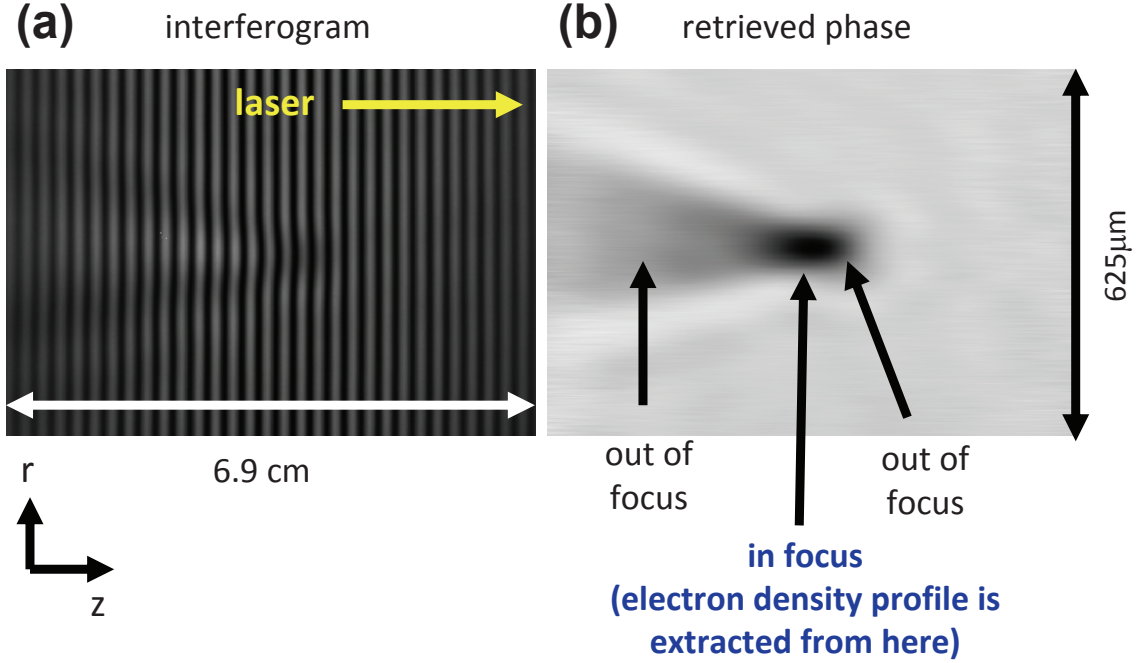 (a) interferogram
laser
6.9 cm
r
z
(b) retrieved phase
625μm
out of
focus
out of
focus
in focus
(electron density profile is
extracted from here)